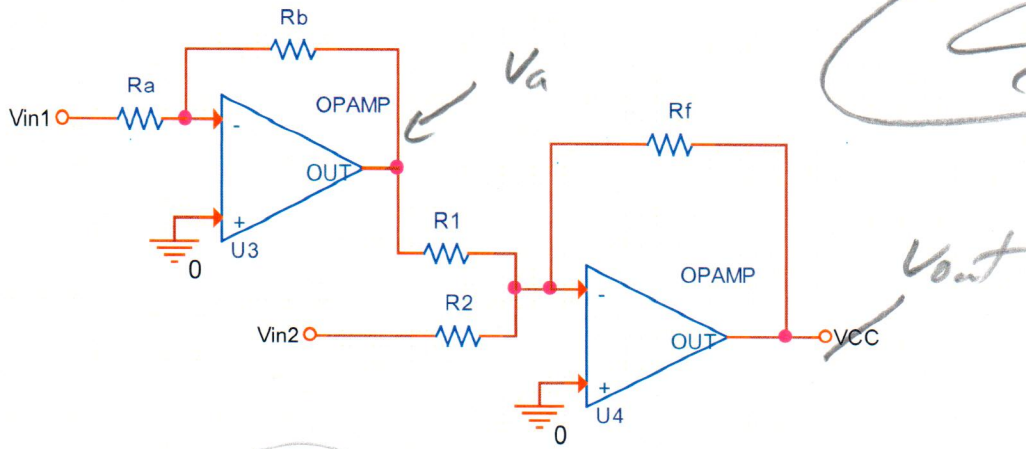 Rb
Va
Ra
OPAMP
Rf
Vin1
-
OUT
+
U3
0
R1
Vout
OPAMP
R2
-
Vin2
OUT
VCC
+
U4
0